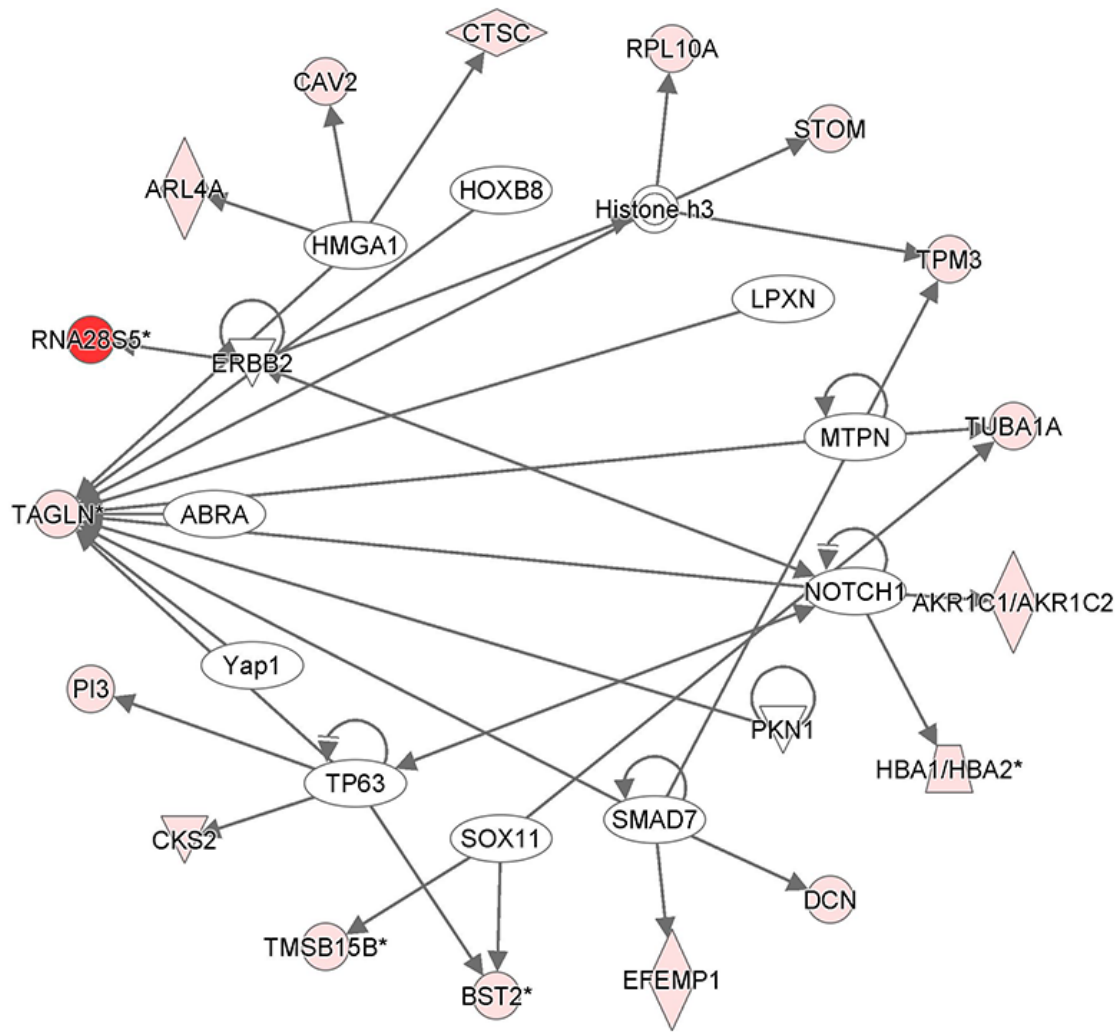 CTSC
RPL10A
CAV2
STOM
ARL4A
HOXB8
Histone h3
HMGA1
TPM3
LPXN
RNA28S5*
ERBB2
TUBA1A
MTPN
TAGLN*
ABRA
NOTCH1
AKR1C1/AKR1C2
Yap1
PI3
PKN1
HBA1/HBA2*
TP63
SMAD7
CKS2
SOX11
DCN
TMSB15B*
EFEMP1
BST2*